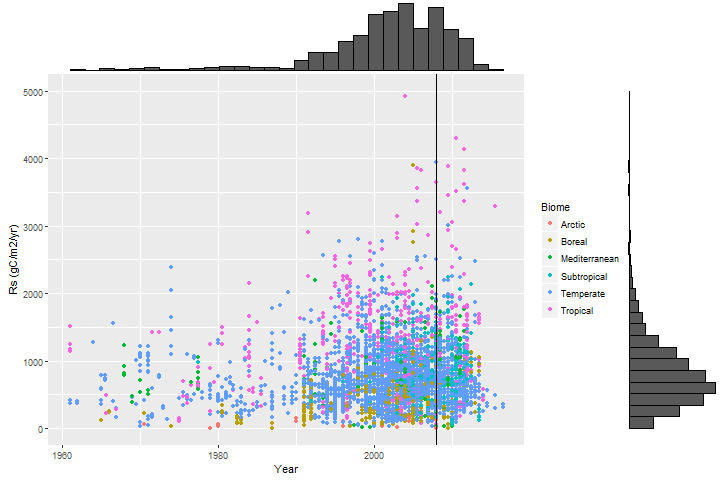 5000
4000
3000
2000
1000
0
Rs (gC/m2/yr)
1960
1980
2000
Year
Biome
Arctic
Boreal
Mediterranean
Subtropical
Temperate
Tropical